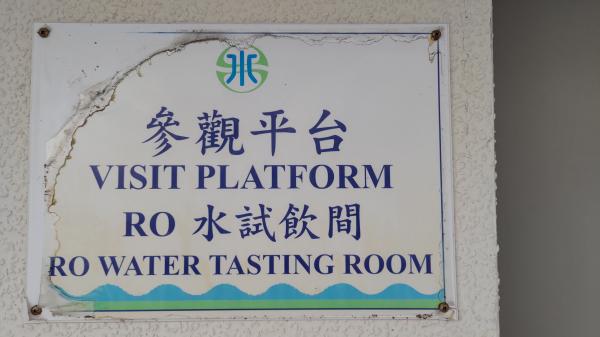 參觀平台
VISIT PLATFORM
RO 水試飲間
RO WATER TASTING ROOM